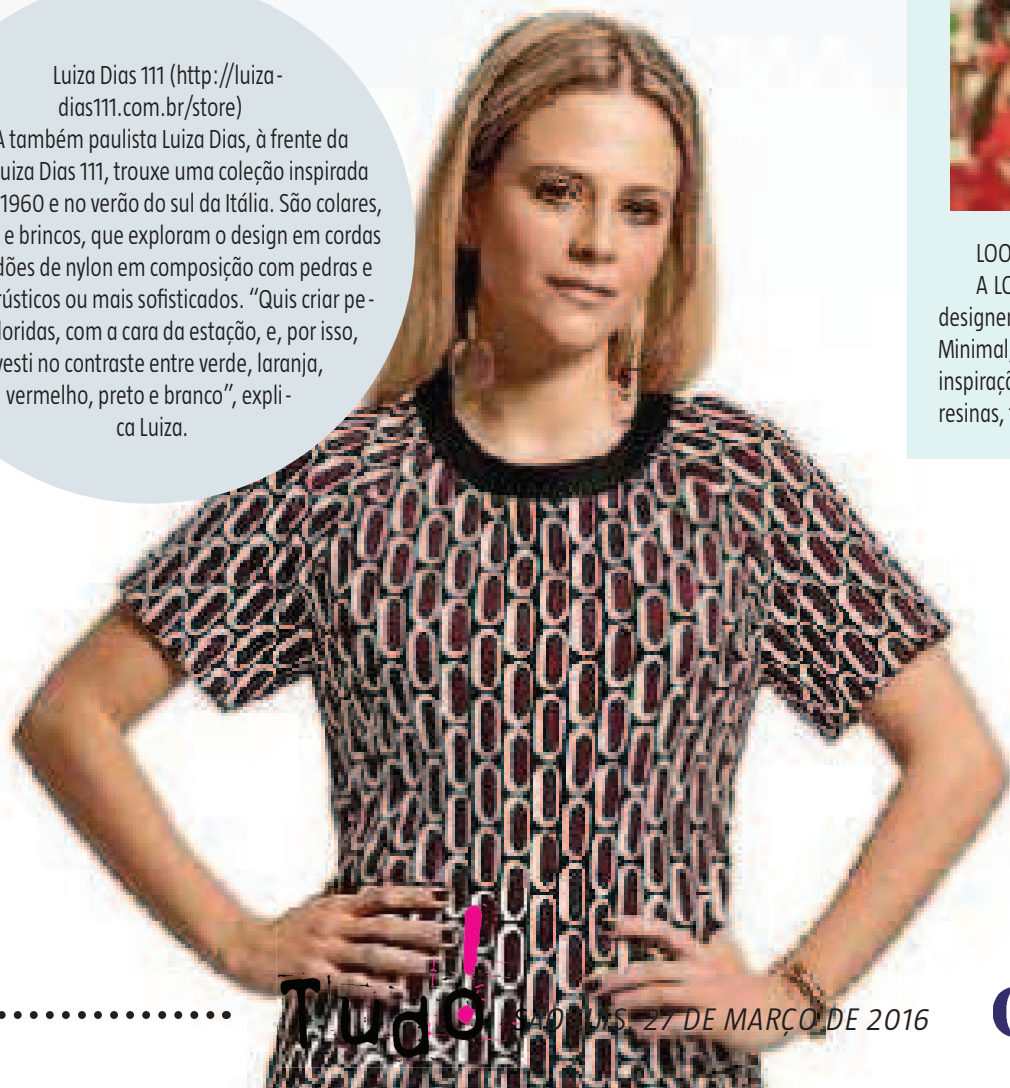 Luiza Dias 111 (http://luiza-
dias111.com.br/store)
A também paulista Luiza Dias, à frente da
uiza Dias 111, trouxe uma coleção inspirada
1960 e no verão do sul da Itália. São colares,
e brincos, que exploram o design em cordas
dões de nylon em composição com pedras e
rústicos ou mais sofisticados. “Quis criar pe-
loridas, com a cara da estação, e, por isso,
vesti no contraste entre verde, laranja,
vermelho, preto e branco”, expli-
ca Luiza.
LOO
A LO
designer
Minimal,
inspiraç
resinas,
Tudo!
SÃO LUÍS, 27 DE MARÇO DE 2016